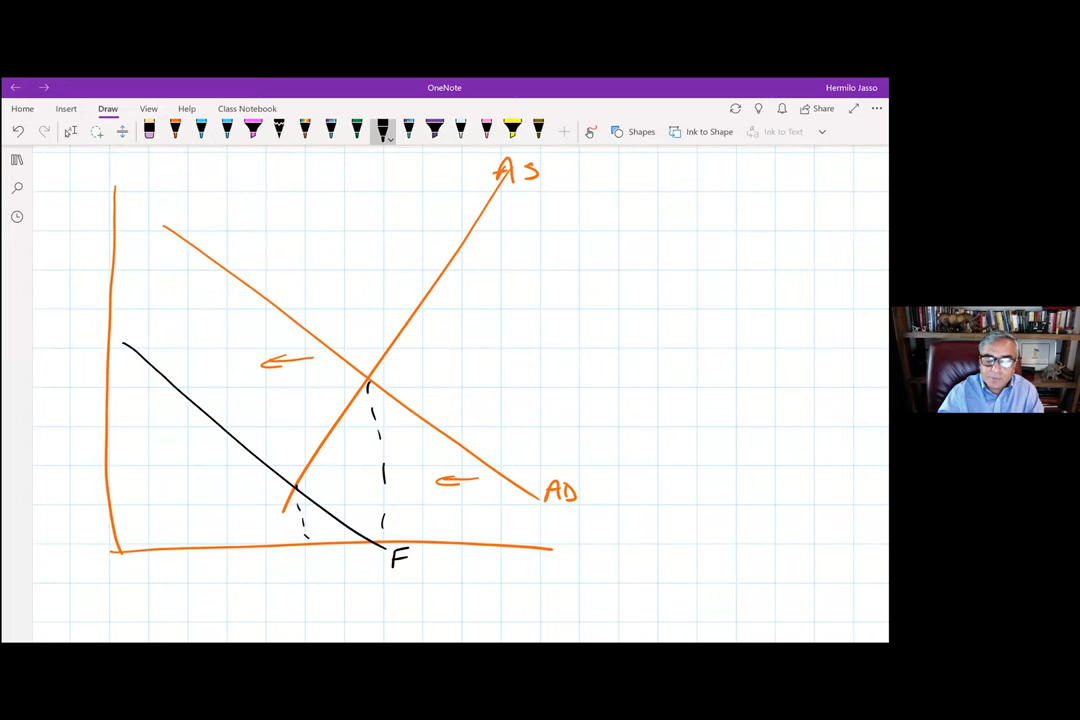 OneNote
Hermilo Jasso
Home Insert Draw View Help Class Notebook
Share
Shapes Ink to Shape Ink to Text
AS
AD
F